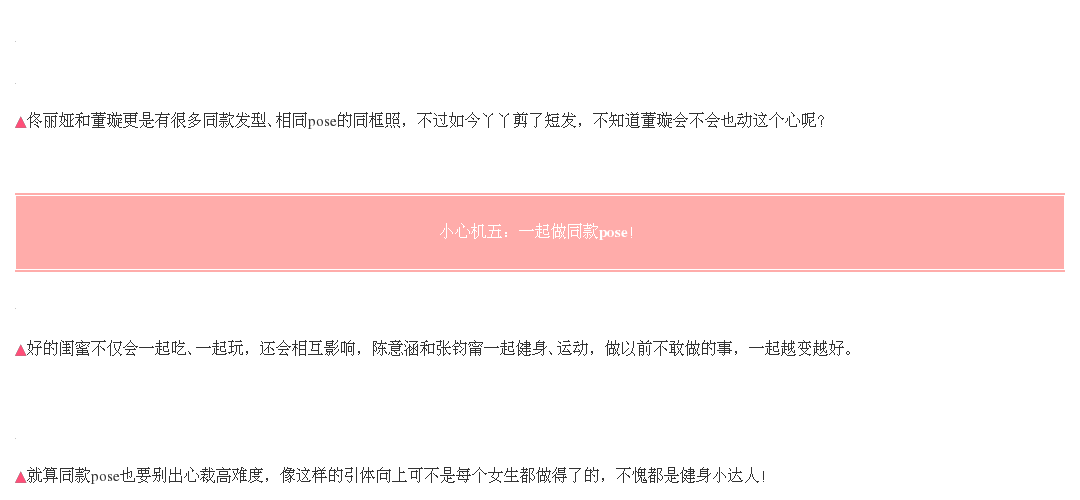 ▲佟丽娅和董璇更是有很多同款发型、相同pose的同框照，不过如今丫丫剪了短发，不知道董璇会不会也动这个心呢？
小心机五：一起做同款pose！
▲好的闺蜜不仅会一起吃、一起玩，还会相互影响，陈意涵和张钧甯一起健身、运动，做以前不敢做的事，一起越变越好。
▲就算同款pose也要别出心裁高难度，像这样的引体向上可不是每个女生都做得了的，不愧都是健身小达人！